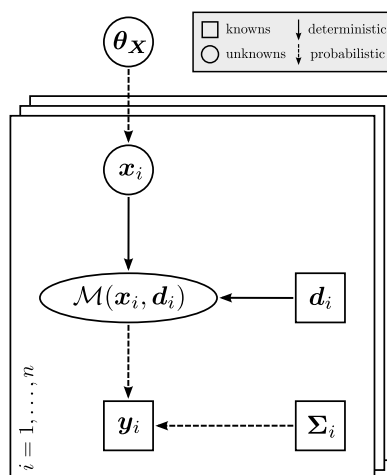 θ_X
knowns deterministic
unknowns probabilistic
x_i
M(x_i, d_i)
d_i
y_i
Σ_i
i = 1, . . . , n